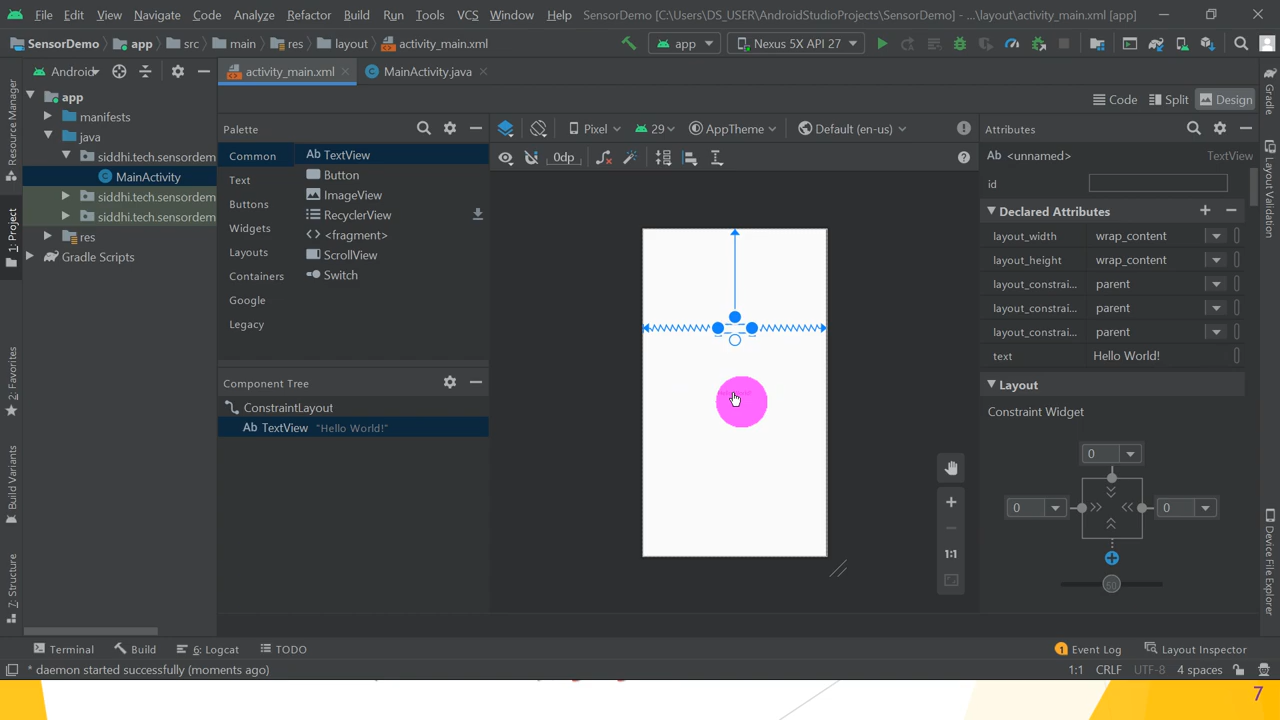 File Edit View Navigate Code Analyze Refactor Build Run Tools VCS Window Help SensorDemo [C:\Users\DS_USER\AndroidStudioProjects\SensorDemo] - ...\layout\activity_main.xml [app]
SensorDemo app src main res layout activity_main.xml app Nexus 5X API 27
Android activity_main.xml MainActivity.java
app
manifests
java
siddhi.tech.sensordem
MainActivity
siddhi.tech.sensordem
siddhi.tech.sensordem
res
Gradle Scripts
Resource Manager
1: Project
2: Favorites
Build Variants
7: Structure
Code Split Design
Palette
Common
Text
Buttons
Widgets
Layouts
Containers
Google
Legacy
Ab TextView
Button
ImageView
RecyclerView
<fragment>
ScrollView
Switch
Component Tree
ConstraintLayout
Ab TextView "Hello World!"
Pixel 29 AppTheme Default (en-us)
0dp
1:1
Attributes
Ab <unnamed> TextView
id
Declared Attributes
layout_width wrap_content
layout_height wrap_content
layout_constrai... parent
layout_constrai... parent
layout_constrai... parent
text Hello World!
Layout
Constraint Widget
0
0 0
50
Gradle
Layout Validation
Device File Explorer
Terminal Build 6: Logcat TODO 1 Event Log Layout Inspector
* daemon started successfully (moments ago) 1:1 CRLF UTF-8 4 spaces
7